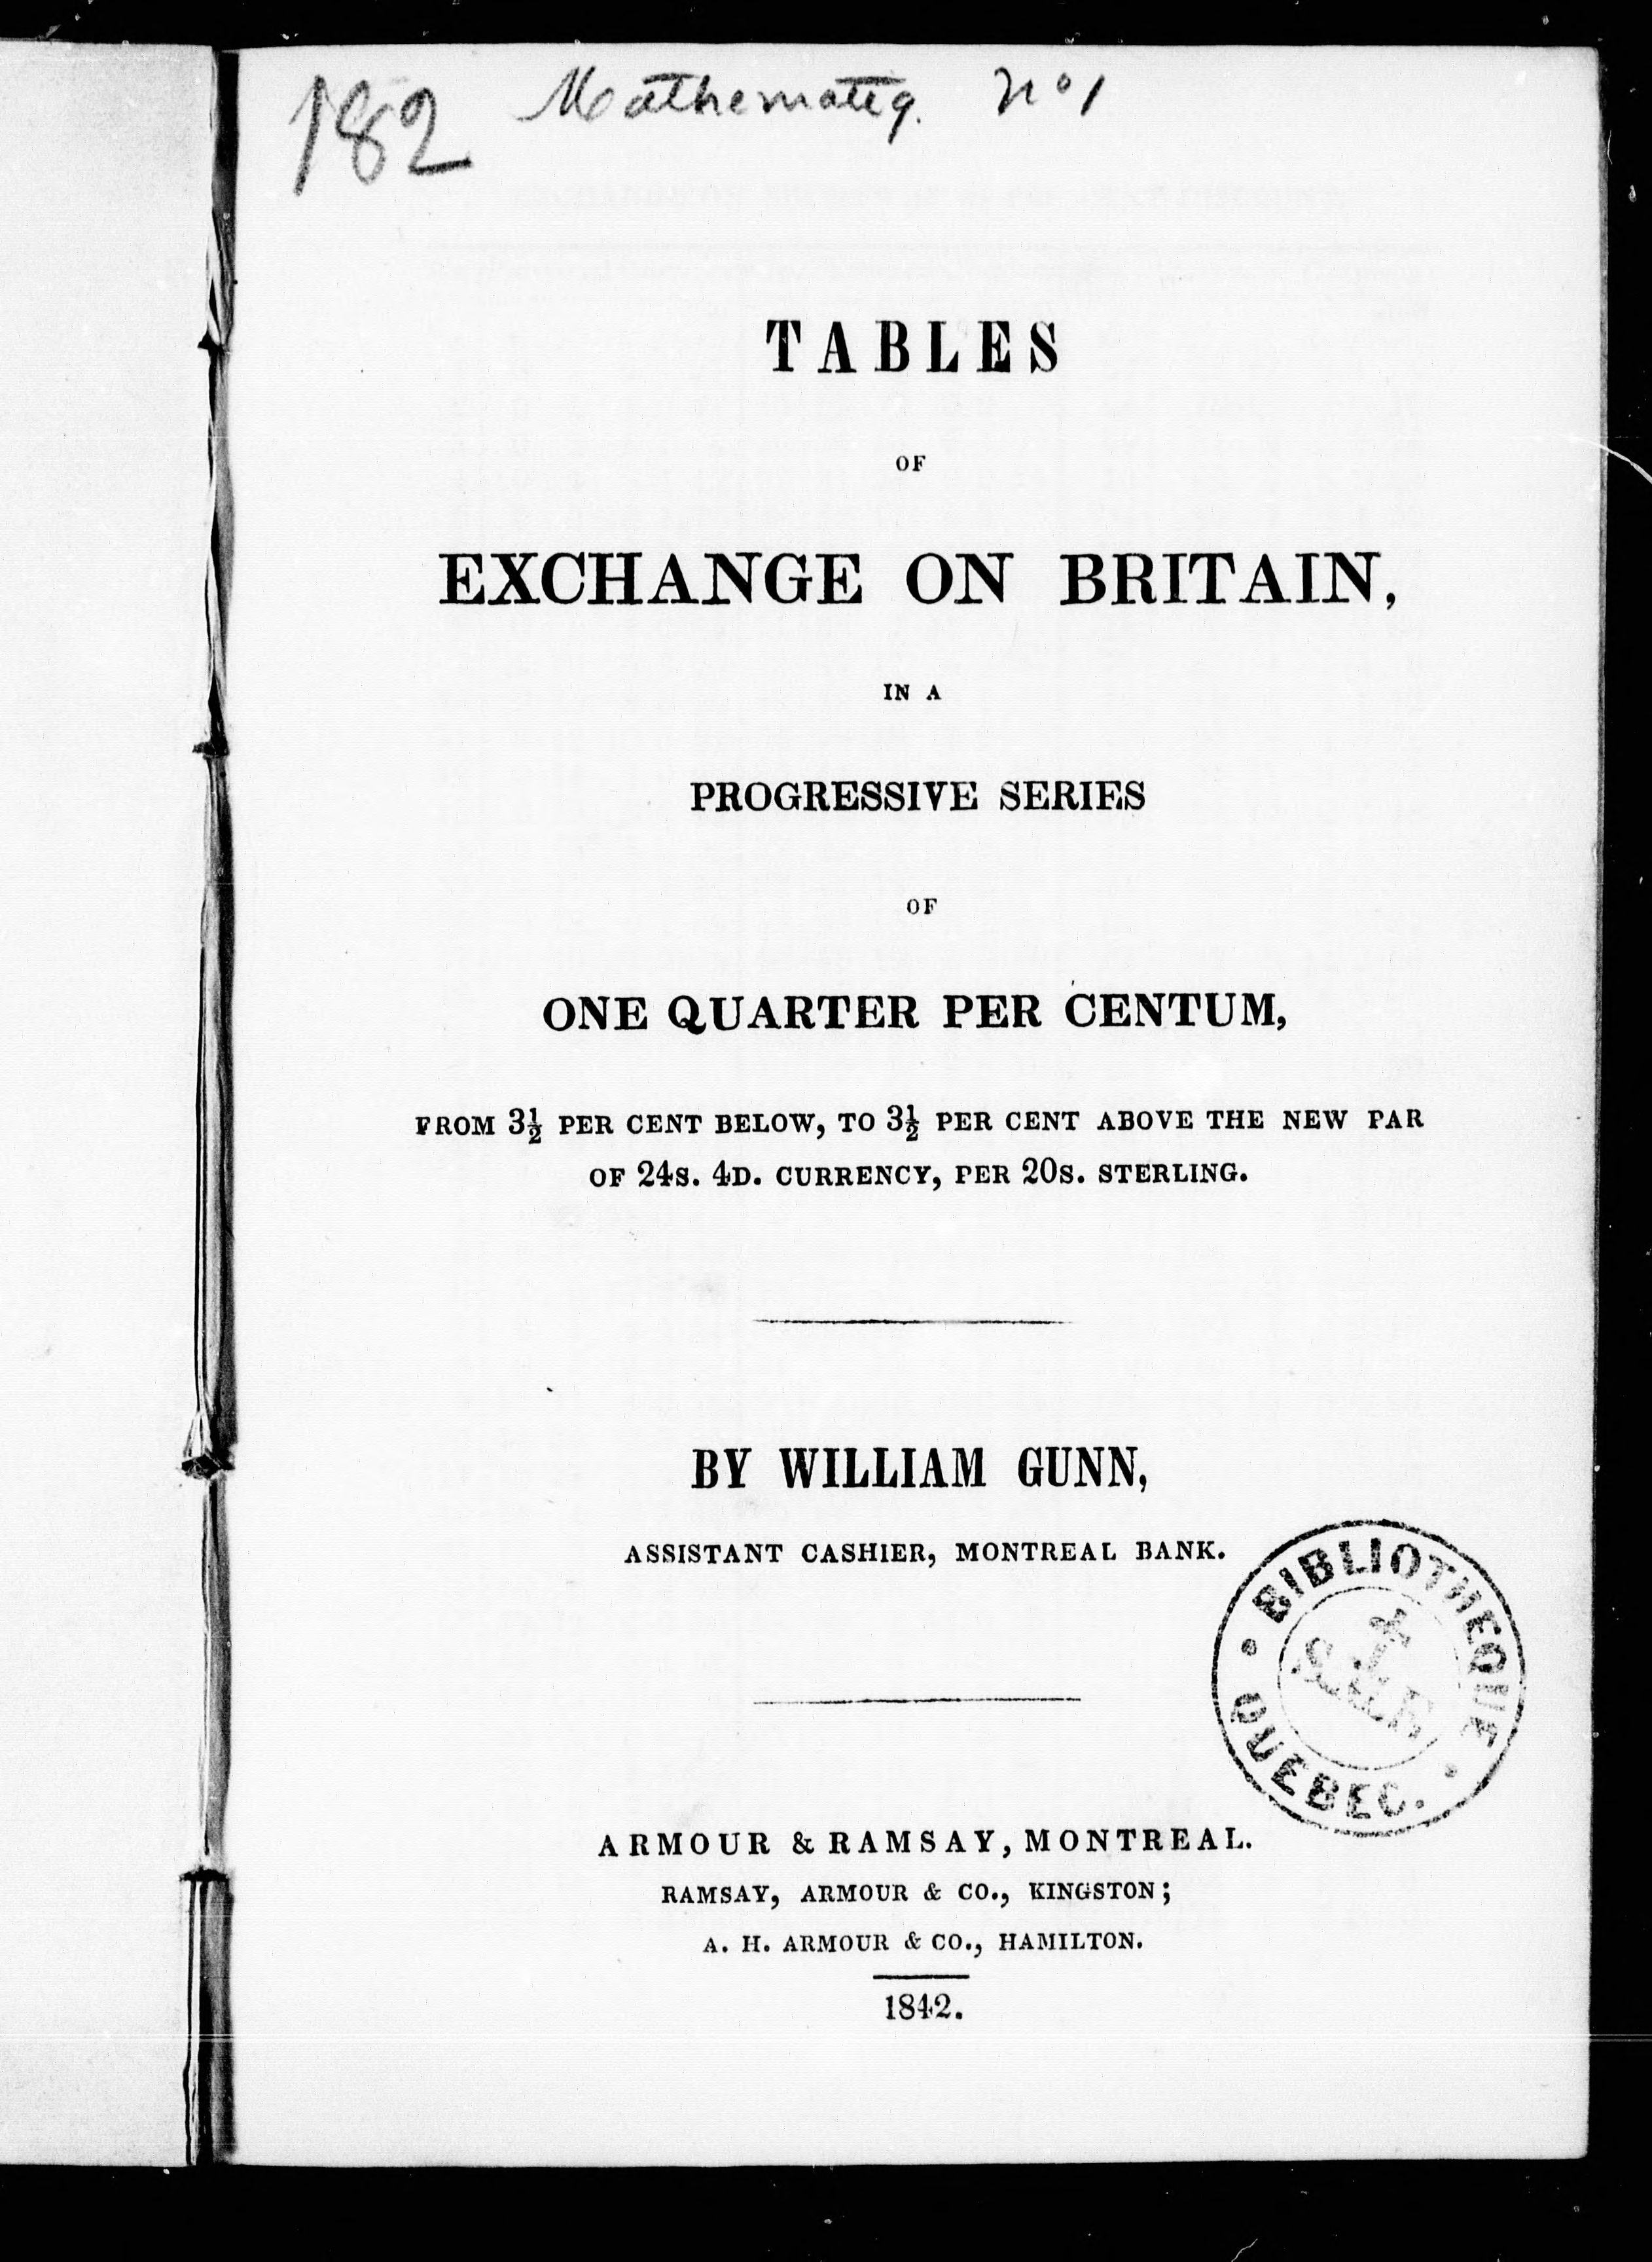 182 Mathematiq. no 1
TABLES
OF
EXCHANGE ON BRITAIN,
IN A
PROGRESSIVE SERIES
OF
ONE QUARTER PER CENTUM,
FROM 3½ PER CENT BELOW, TO 3½ PER CENT ABOVE THE NEW PAR
OF 24S. 4D. CURRENCY, PER 20S. STERLING.
BY WILLIAM GUNN,
ASSISTANT CASHIER, MONTREAL BANK.
BIBLIOTHEQUE
QUEBEC.
ARMOUR & RAMSAY, MONTREAL.
RAMSAY, ARMOUR & CO., KINGSTON;
A. H. ARMOUR & CO., HAMILTON.
1842.